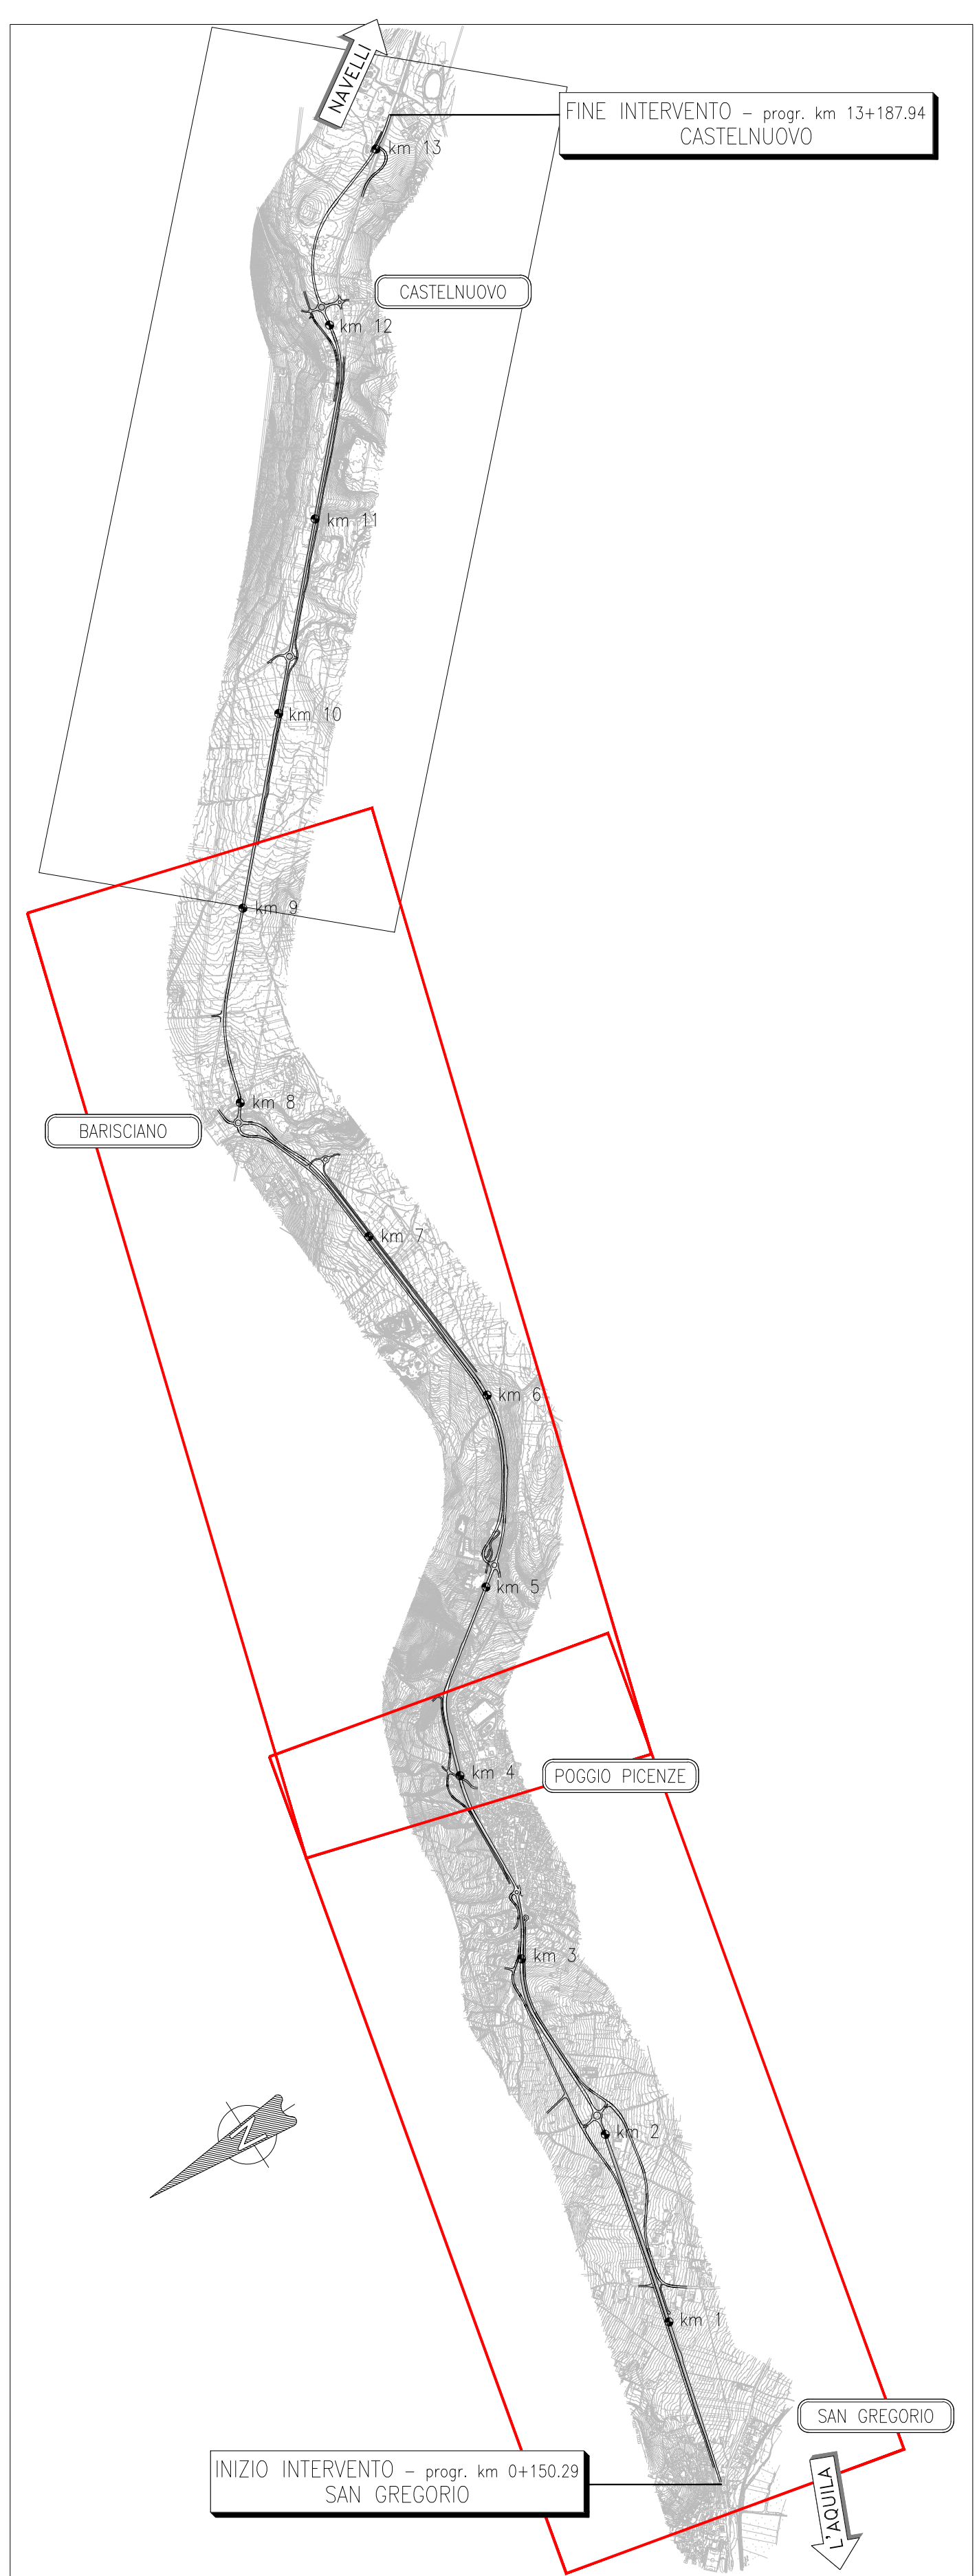 NAVELLI
FINE INTERVENTO – progr. km 13+187.94
CASTELNUOVO
km 13
CASTELNUOVO
km 12
km 11
km 10
km 9
km 8
BARISCIANO
km 7
km 6
km 5
km 4
POGGIO PICENZE
km 3
km 2
N
km 1
SAN GREGORIO
INIZIO INTERVENTO – progr. km 0+150.29
SAN GREGORIO
L'AQUILA